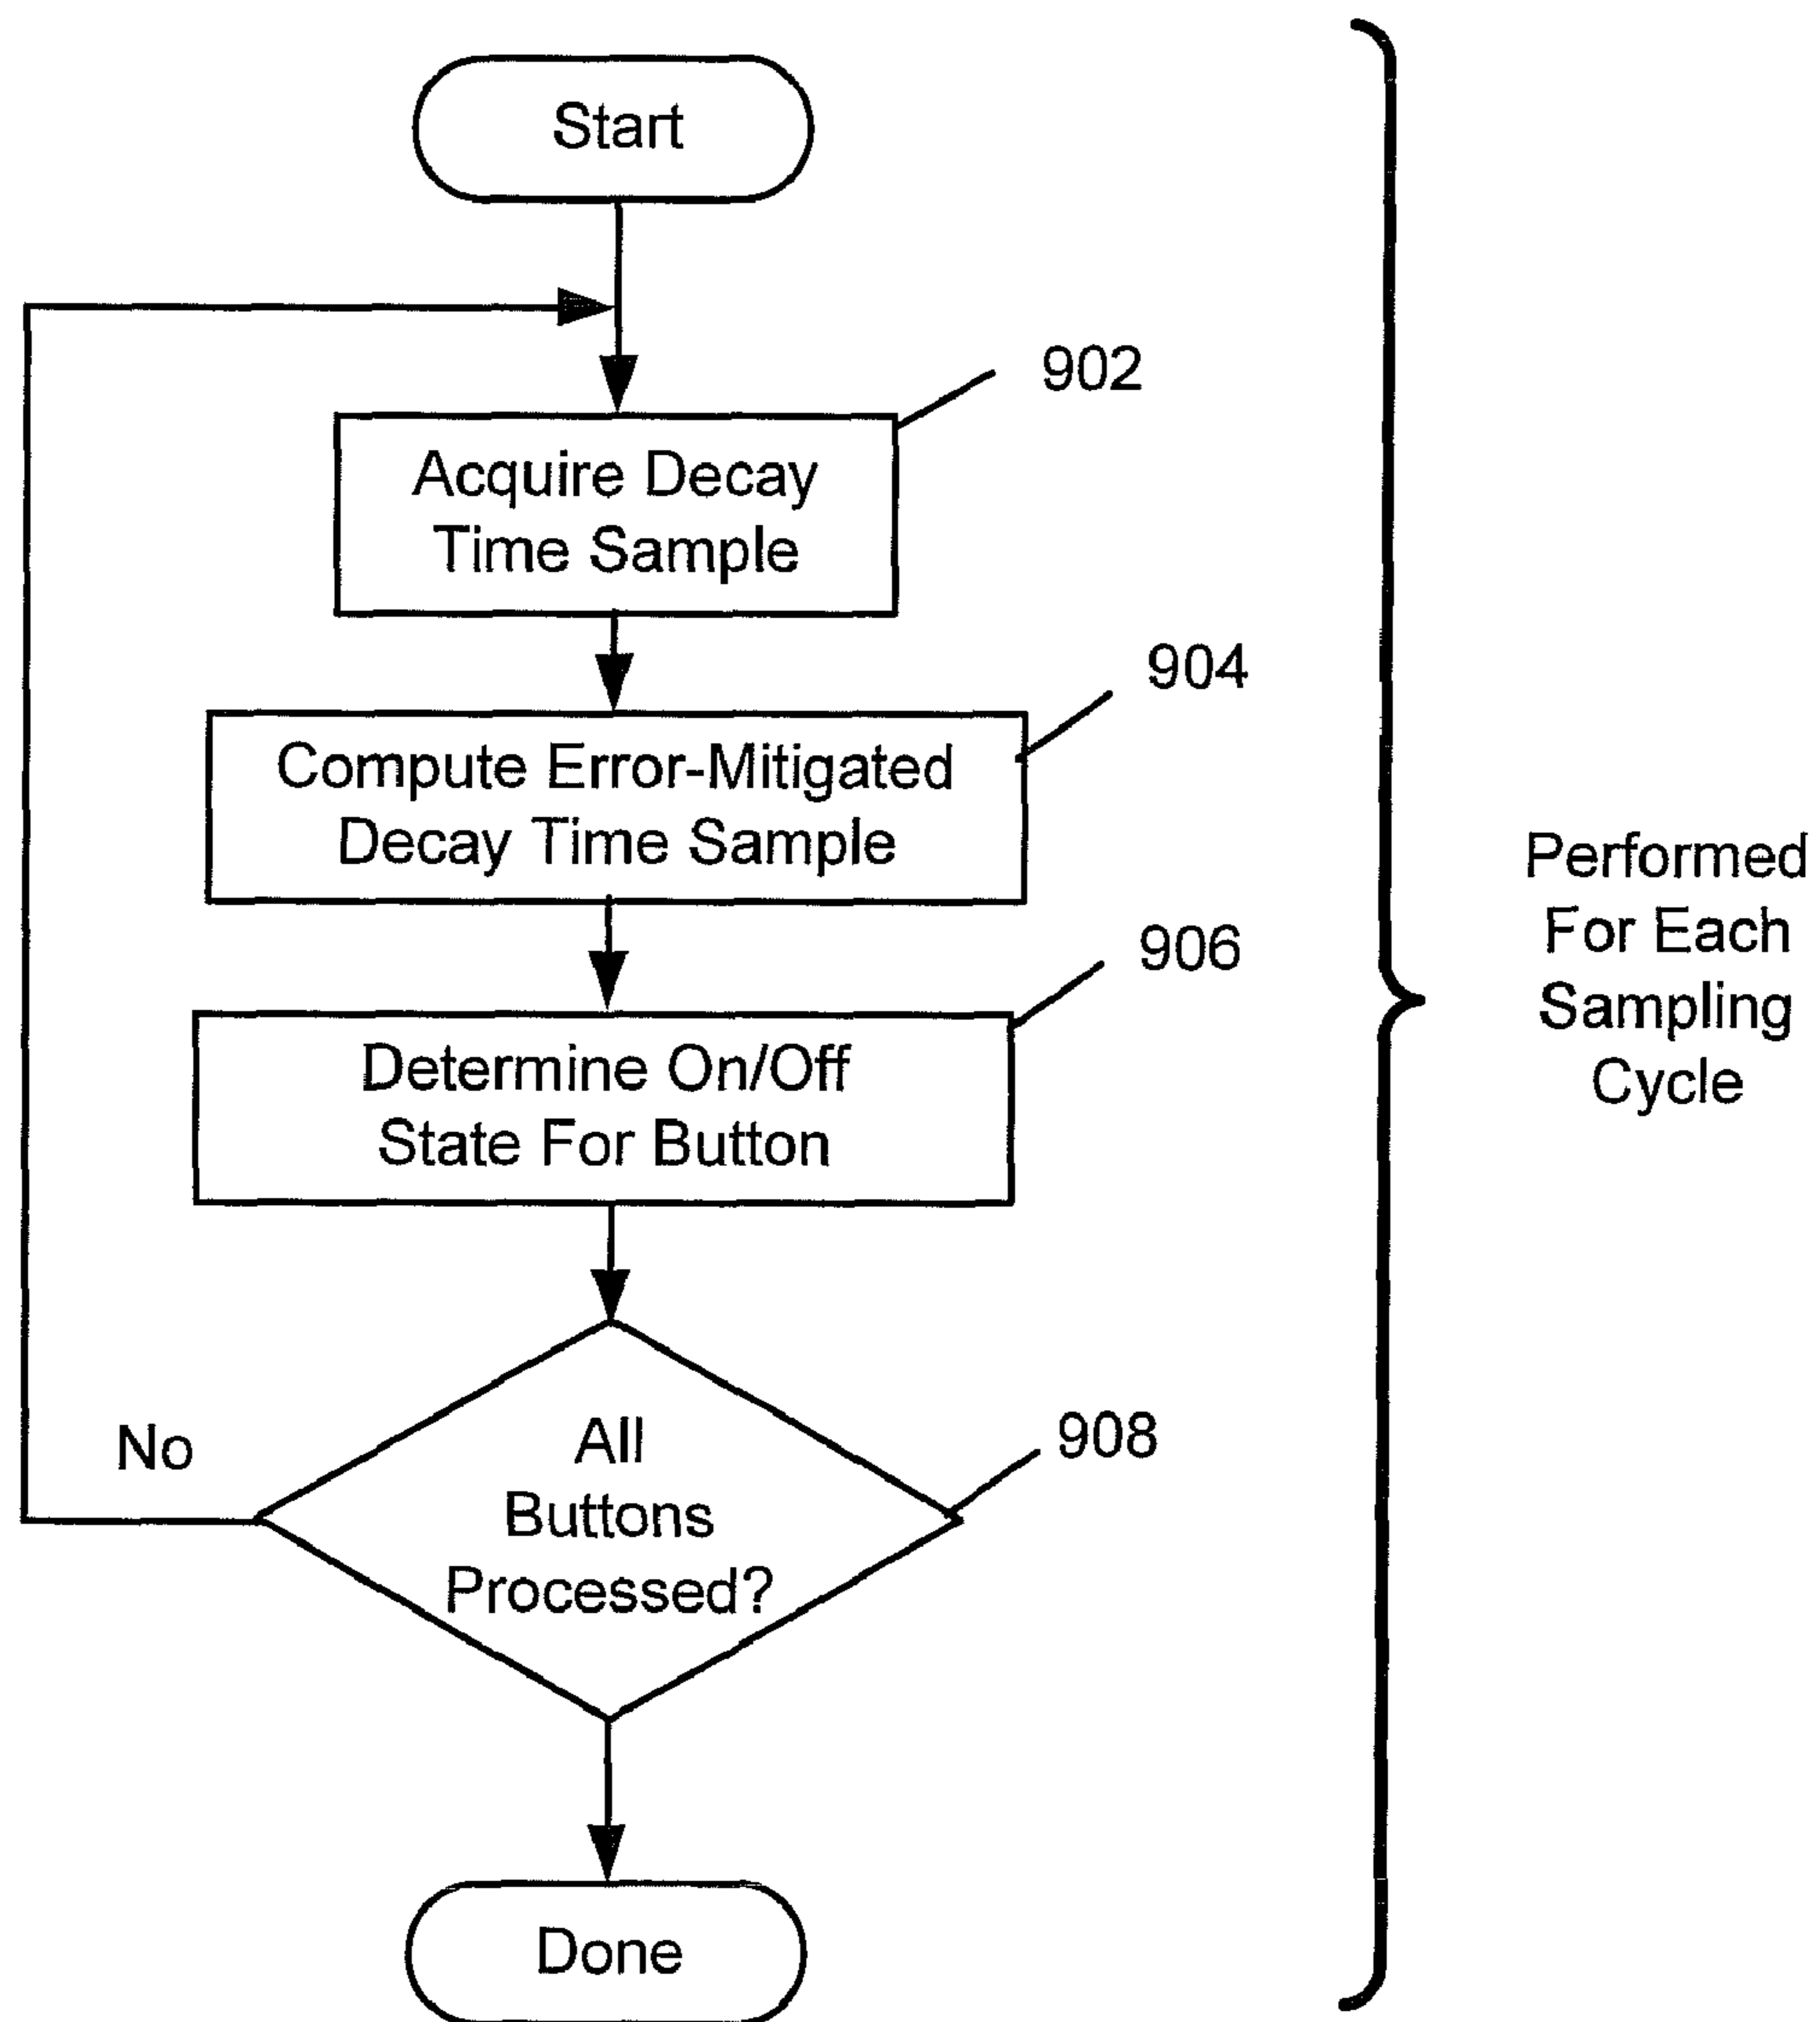 Start
902
Acquire Decay
Time Sample
904
Compute Error-Mitigated
Decay Time Sample
906
Determine On/Off
State For Button
908
No
All
Buttons
Processed?
Done
Performed
For Each
Sampling
Cycle